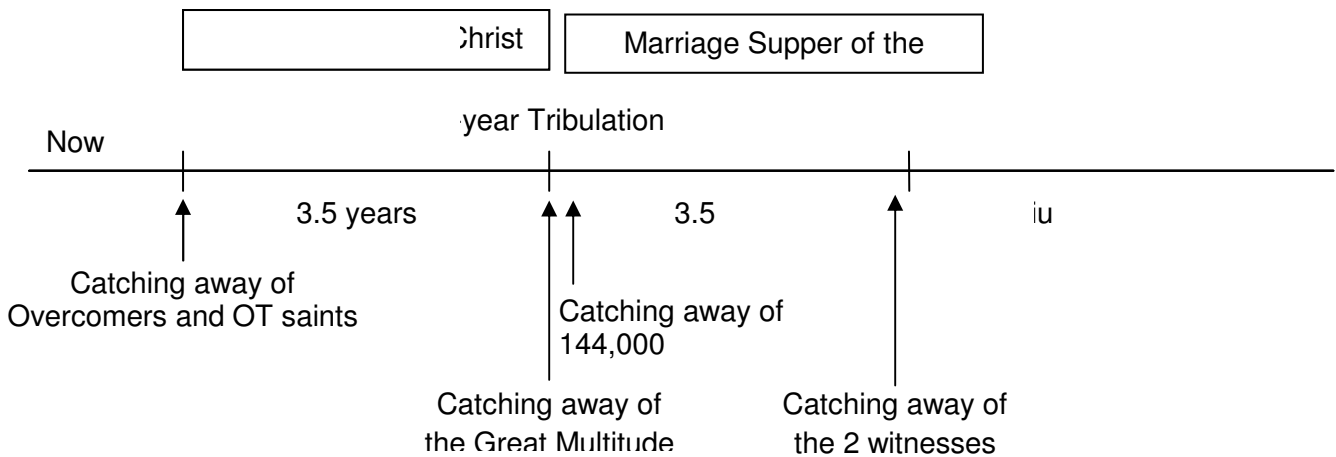 Christ
Marriage Supper of the
year Tribulation
Now
3.5 years
3.5
Catching away of
Overcomers and OT saints
Catching away of
144,000
Catching away of
the Great Multitude
Catching away of
the 2 witnesses